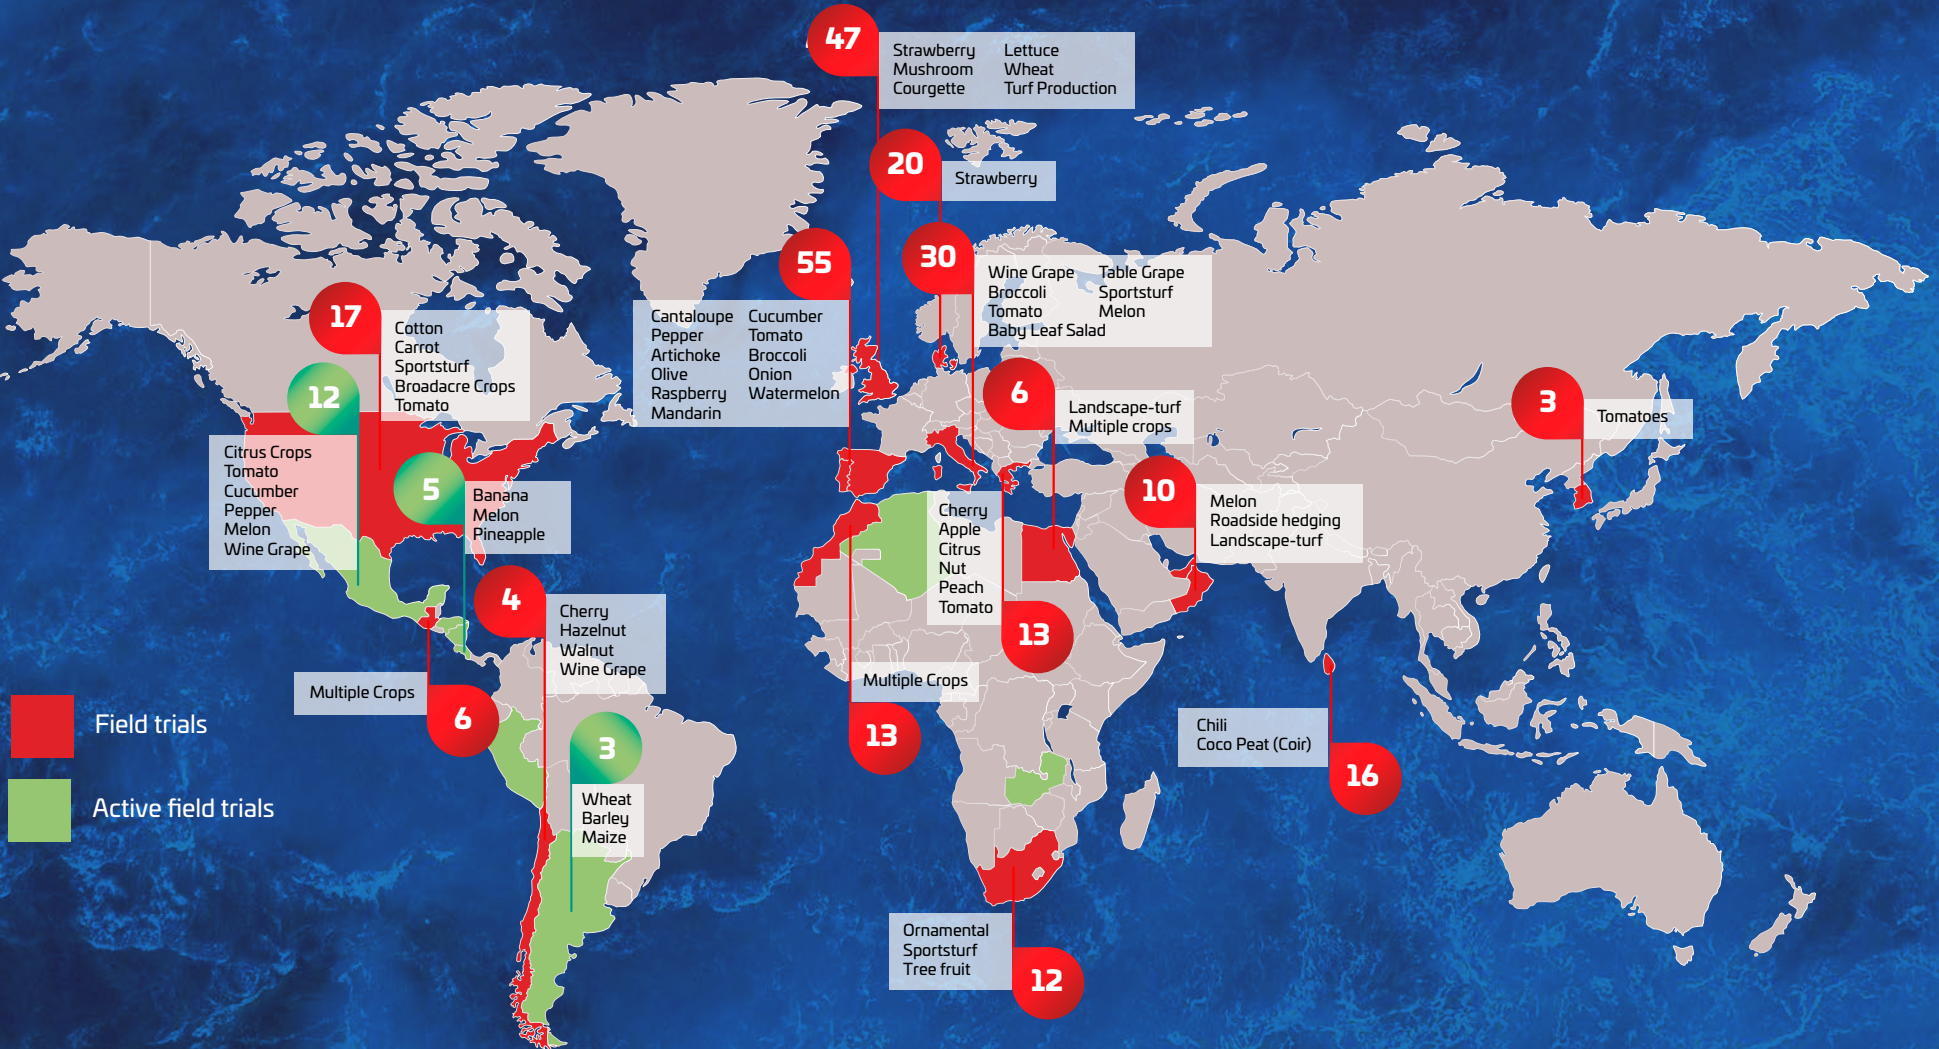 47
Strawberry
Mushroom
Courgette
Lettuce
Wheat
Turf Production
20
Strawberry
55
Cantaloupe
Pepper
Artichoke
Olive
Raspberry
Mandarin
Cucumber
Tomato
Broccoli
Onion
Watermelon
30
Wine Grape
Broccoli
Tomato
Baby Leaf Salad
Table Grape
Sportsturf
Melon
17
Cotton
Carrot
Sportsturf
Broadacre Crops
Tomato
12
Citrus Crops
Tomato
Cucumber
Pepper
Melon
Wine Grape
6
Landscape-turf
Multiple crops
3
Tomatoes
5
Banana
Melon
Pineapple
10
Melon
Roadside hedging
Landscape-turf
Cherry
Apple
Citrus
Nut
Peach
Tomato
13
4
Cherry
Hazelnut
Walnut
Wine Grape
Multiple Crops
6
Multiple Crops
13
3
Wheat
Barley
Maize
Chili
Coco Peat (Coir)
16
Ornamental
Sportsturf
Tree fruit
12
Field trials
Active field trials